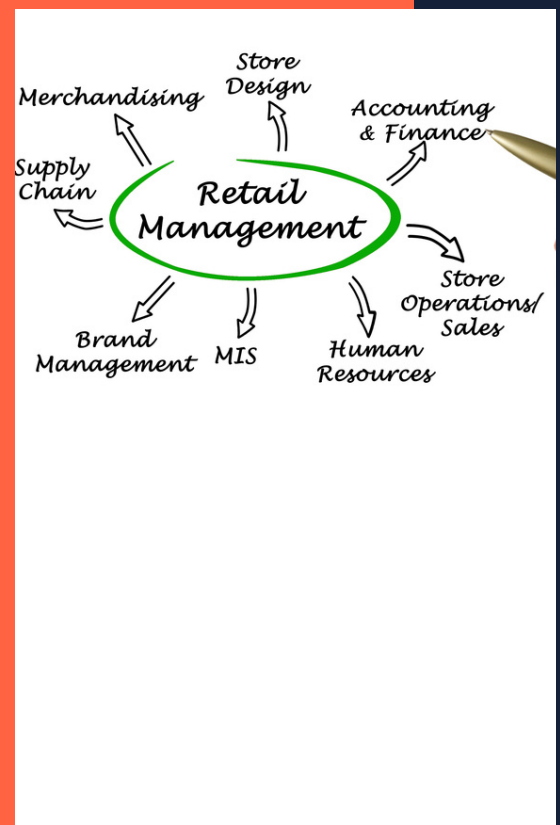 Store
Design
Merchandising
Accounting
& Finance
Supply
Chain
Retail
Management
Store
Operations/
Sales
Brand
Management
MIS
Human
Resources